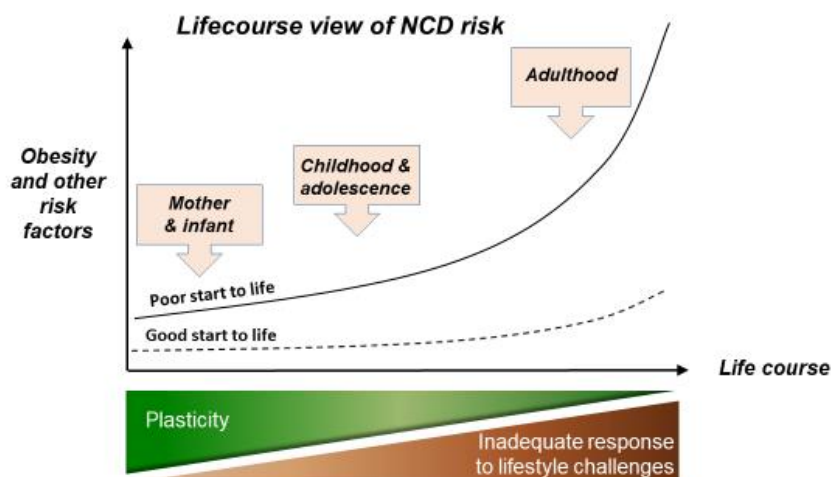 Lifecourse view of NCD risk
Adulthood
Obesity
and other
risk
factors
Childhood &
adolescence
Mother
& infant
Poor start to life
Good start to life
Life course
Plasticity
Inadequate response
to lifestyle challenges